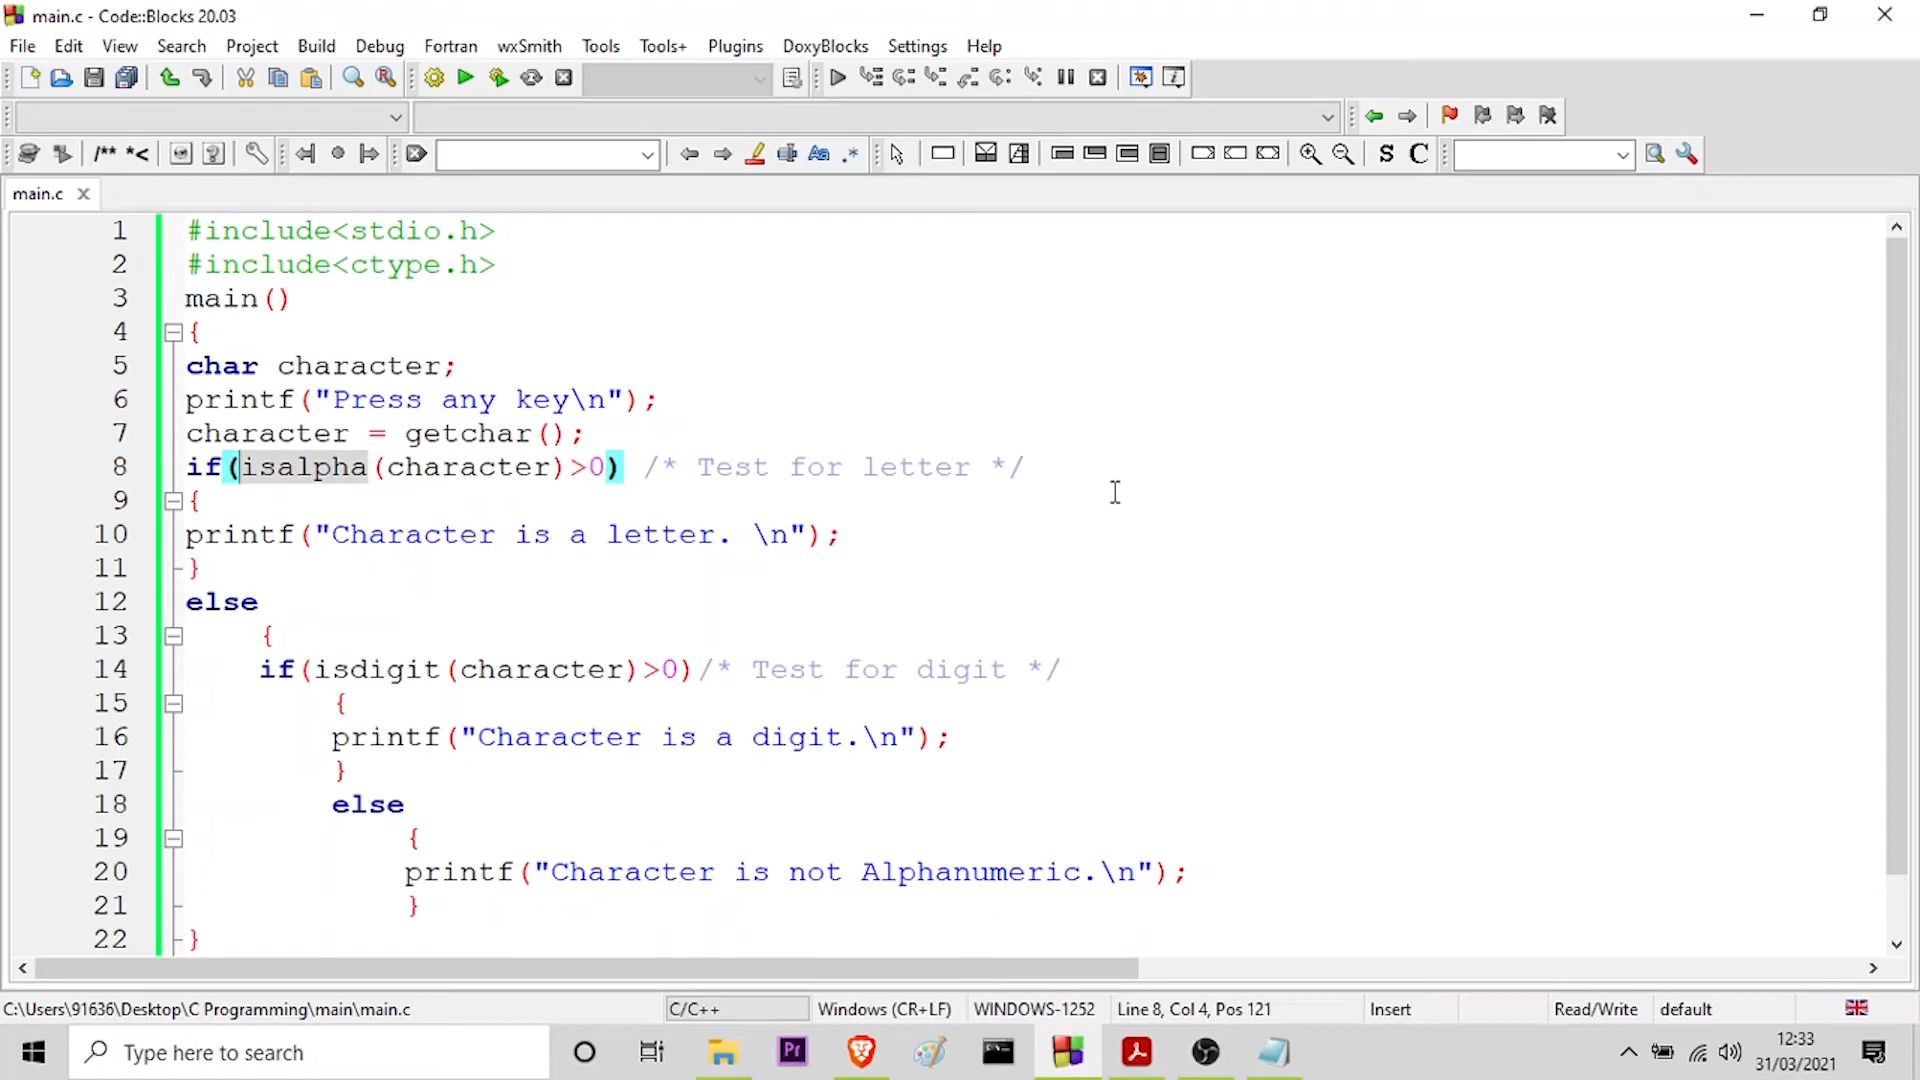 main.c - Code::Blocks 20.03
File Edit View Search Project Build Debug Fortran wxSmith Tools Tools+ Plugins DoxyBlocks Settings Help
/** *<
Aa .* S C
main.c
1 #include<stdio.h>
2 #include<ctype.h>
3 main()
4 {
5 char character;
6 printf("Press any key\n");
7 character = getchar();
8 if(isalpha(character)>0) /* Test for letter */
9 {
10 printf("Character is a letter. \n");
11 }
12 else
13 {
14 if(isdigit(character)>0)/* Test for digit */
15 {
16 printf("Character is a digit.\n");
17 }
18 else
19 {
20 printf("Character is not Alphanumeric.\n");
21 }
22 }
C:\Users\91636\Desktop\C Programming\main\main.c C/C++ Windows (CR+LF) WINDOWS-1252 Line 8, Col 4, Pos 121 Insert Read/Write default
Type here to search
Pr
12:33
31/03/2021